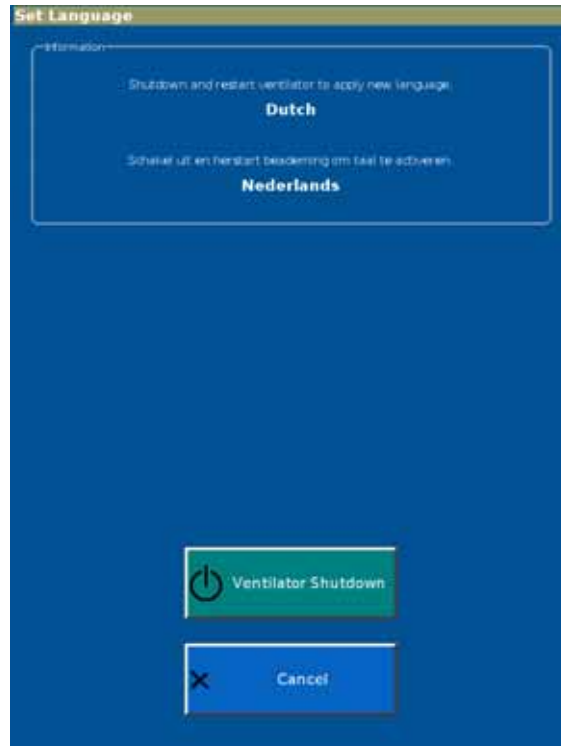 Set Language
Information
Shutdown and restart ventilator to apply new language.
Dutch
Schakel uit en herstart beademing om taal te activeren.
Nederlands
Ventilator Shutdown
Cancel